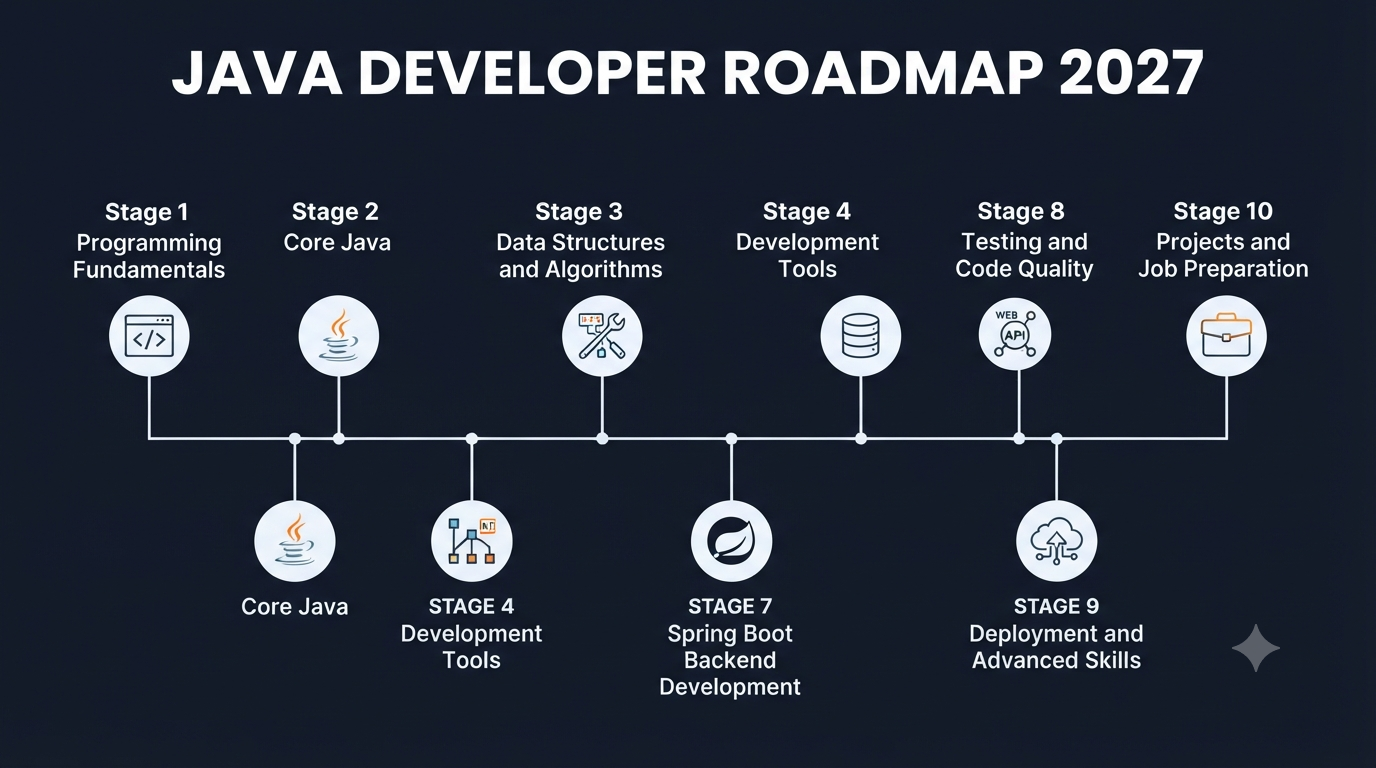 JAVA DEVELOPER ROADMAP 2027
Stage 1
Programming
Fundamentals
Stage 2
Core Java
Stage 3
Data Structures
and Algorithms
Stage 4
Development
Tools
Stage 8
Testing and
Code Quality
Stage 10
Projects and
Job Preparation
WEB
API
Core Java
STAGE 4
Development
Tools
STAGE 7
Spring Boot
Backend
Development
STAGE 9
Deployment and
Advanced Skills